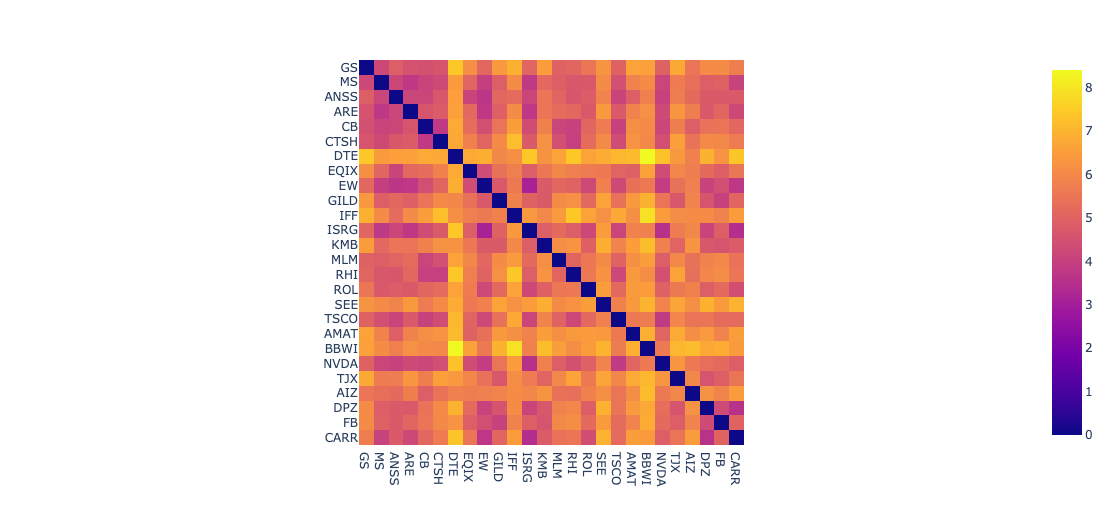 GS
MS
ANSS
ARE
CB
CTSH
DTE
EQIX
EW
GILD
IFF
ISRG
KMB
MLM
RHI
ROL
SEE
TSCO
AMAT
BBWI
NVDA
TJX
AIZ
DPZ
FB
CARR
GS MS ANSS ARE CB CTSH DTE EQIX EW GILD IFF ISRG KMB MLM RHI ROL SEE TSCO AMAT BBWI NVDA TJX AIZ DPZ FB CARR
8
7
6
5
4
3
2
1
0